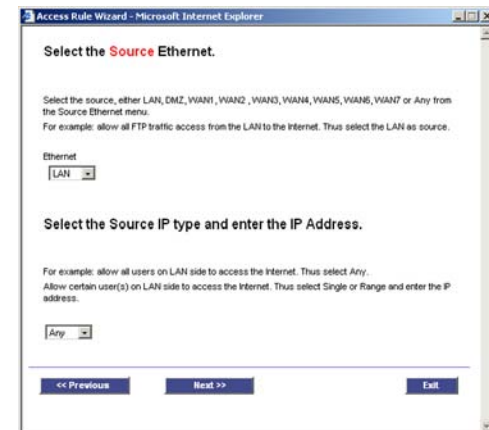 Access Rule Wizard - Microsoft Internet Explorer
Select the Source Ethernet.
Select the source, either LAN, DMZ, WAN1, WAN2 , WAN3, WAN4, WAN5, WAN6, WAN7 or Any from
the Source Ethernet menu.
For example: allow all FTP traffic access from the LAN to the Internet. Thus select the LAN as source.
Ethernet
LAN
Select the Source IP type and enter the IP Address.
For example: allow all users on LAN side to access the Internet. Thus select Any.
Allow certain user(s) on LAN side to access the Internet. Thus select Single or Range and enter the IP
address.
Any
<< Previous Next >> Exit